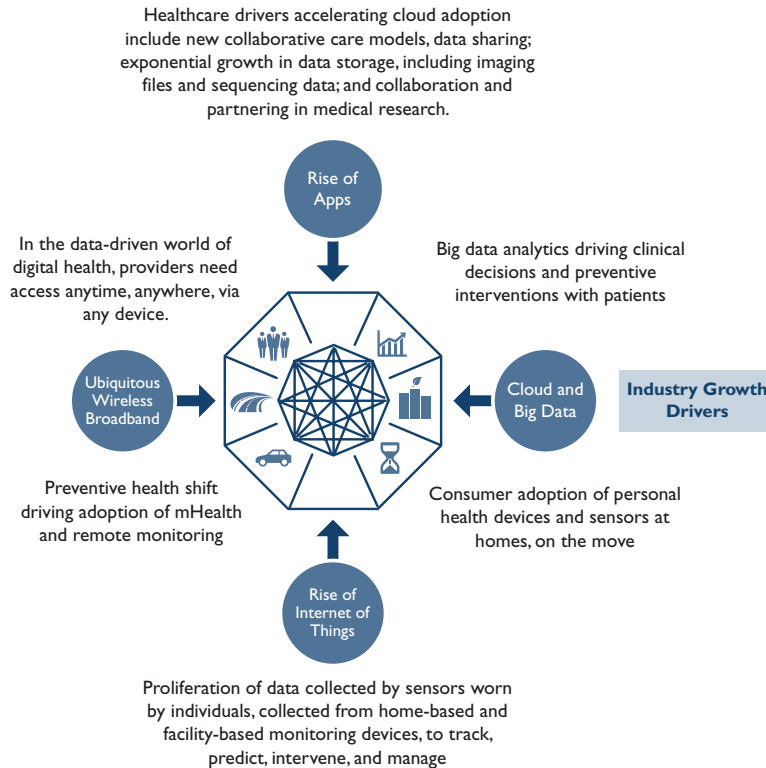 Healthcare drivers accelerating cloud adoption
include new collaborative care models, data sharing;
exponential growth in data storage, including imaging
files and sequencing data; and collaboration and
partnering in medical research.
Rise of
Apps
In the data-driven world of
digital health, providers need
access anytime, anywhere, via
any device.
Big data analytics driving clinical
decisions and preventive
interventions with patients
Ubiquitous
Wireless
Broadband
Cloud and
Big Data
Industry Growth
Drivers
Preventive health shift
driving adoption of mHealth
and remote monitoring
Consumer adoption of personal
health devices and sensors at
homes, on the move
Rise of
Internet of
Things
Proliferation of data collected by sensors worn
by individuals, collected from home-based and
facility-based monitoring devices, to track,
predict, intervene, and manage